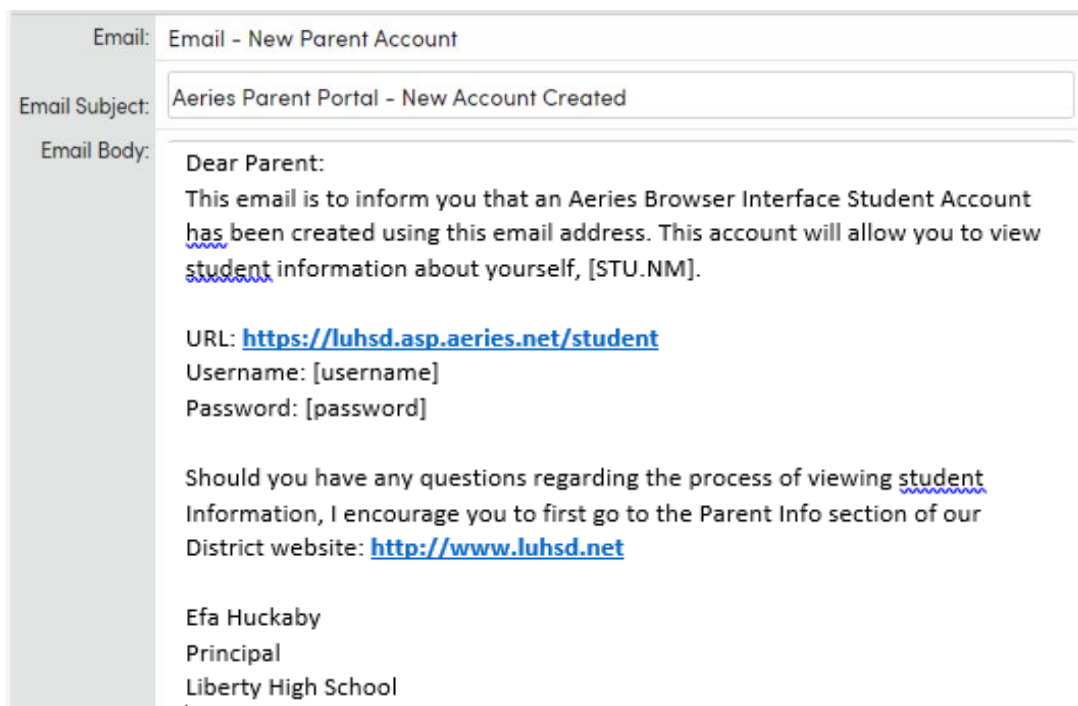 Email: Email - New Parent Account
Email Subject: Aeries Parent Portal - New Account Created
Email Body:
Dear Parent:
This email is to inform you that an Aeries Browser Interface Student Account
has been created using this email address. This account will allow you to view
student information about yourself, [STU.NM].
URL: https://luhsd.asp.aeries.net/student
Username: [username]
Password: [password]
Should you have any questions regarding the process of viewing student
Information, I encourage you to first go to the Parent Info section of our
District website: http://www.luhsd.net
Efa Huckaby
Principal
Liberty High School